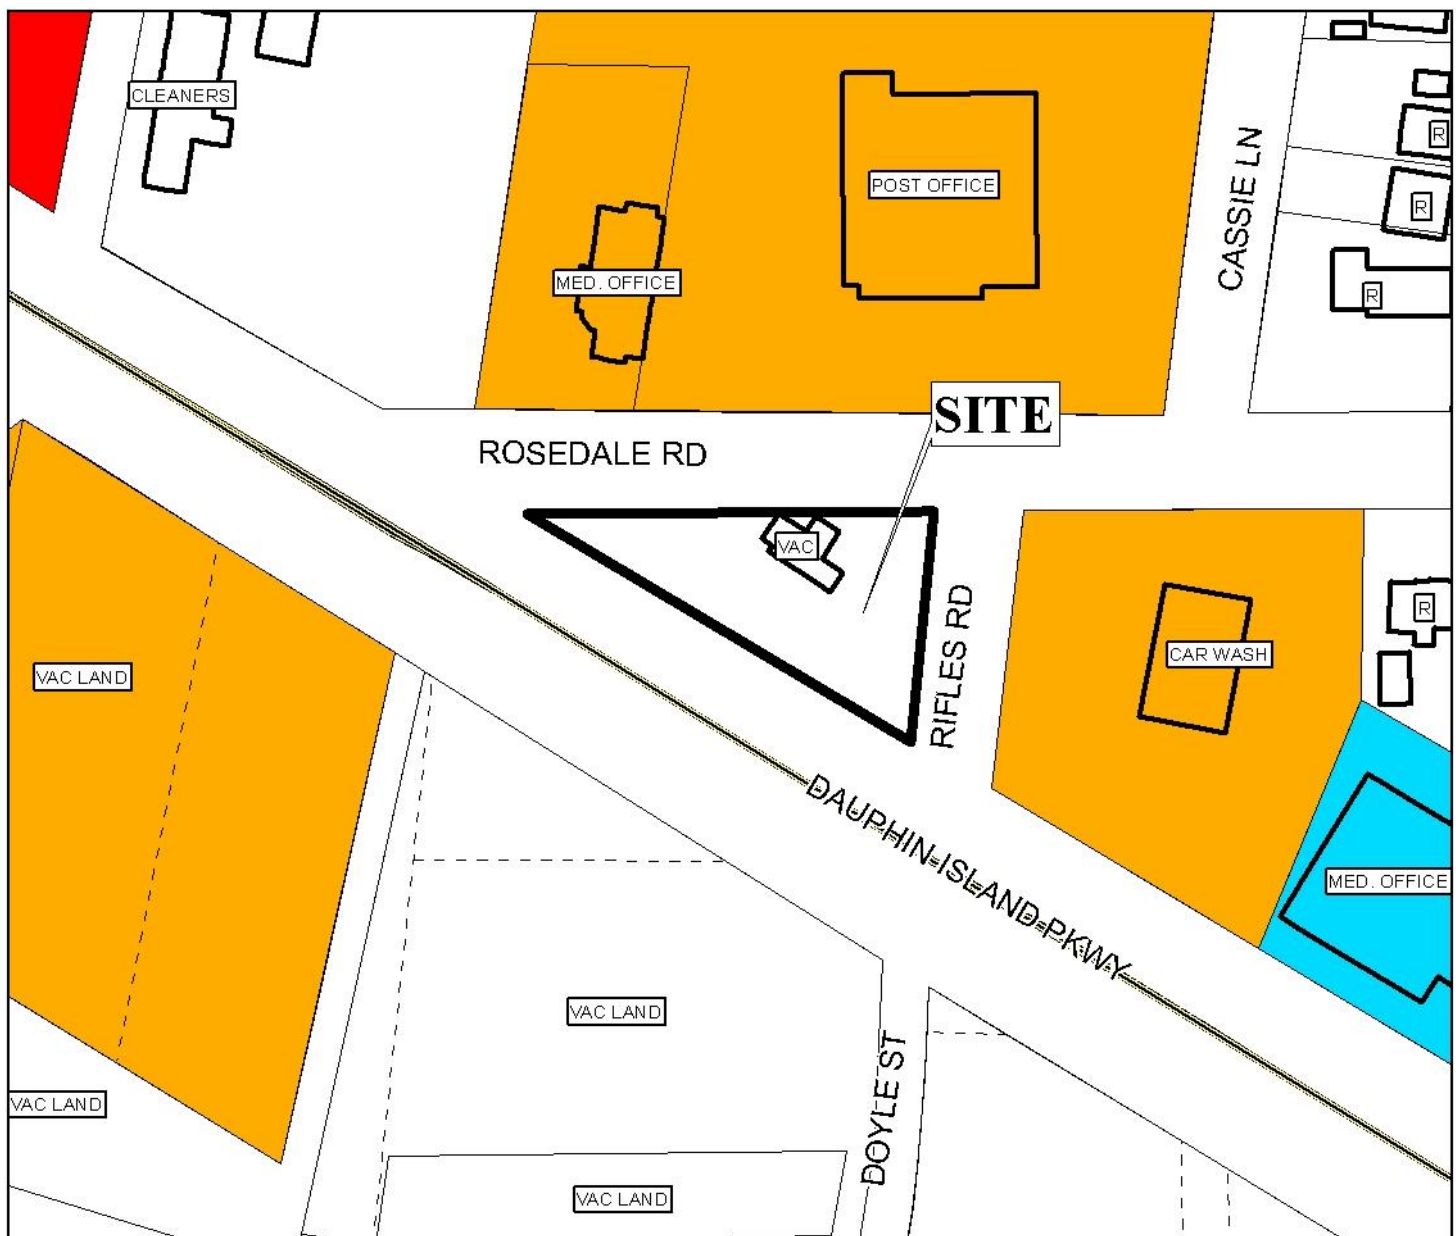 CLEANERS
R
POST OFFICE
CASSIE LN
R
MED. OFFICE
R
SITE
ROSEDALE RD
VAC
R
RIFLES RD
CAR WASH
VAC LAND
DAUPHIN ISLAND PKWY
MED. OFFICE
VAC LAND
DOYLE ST
VAC LAND
VAC LAND